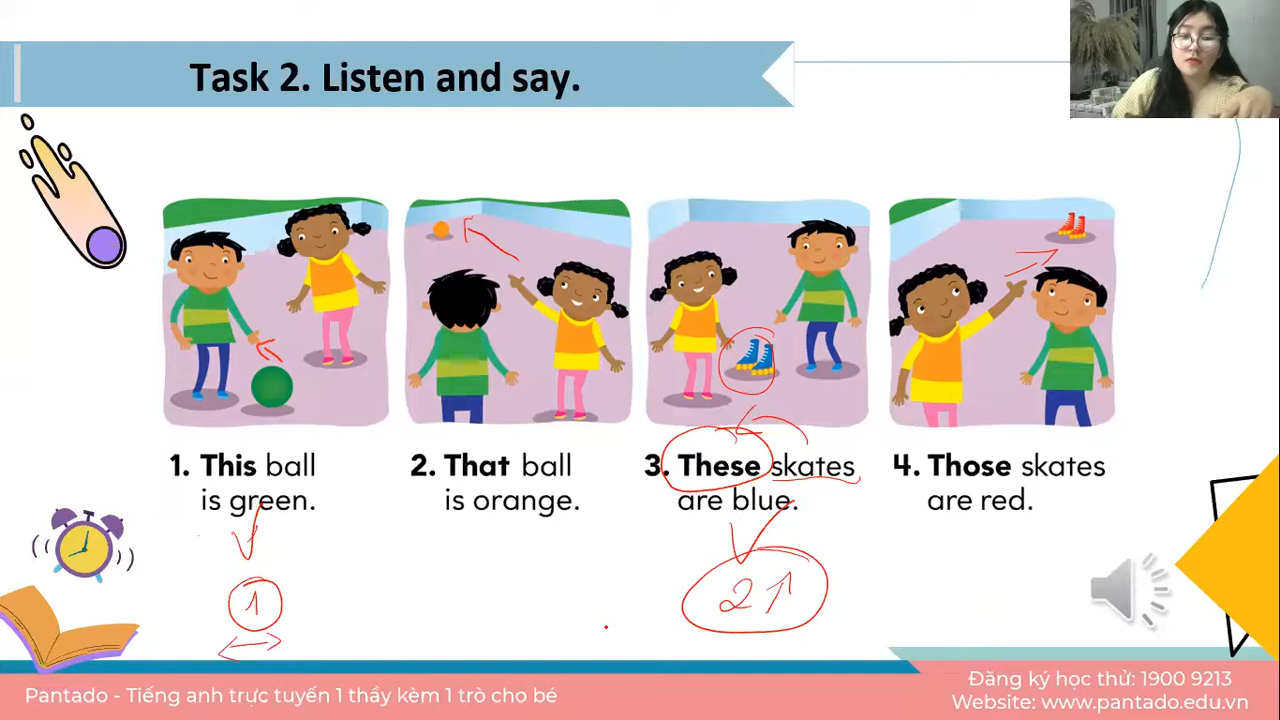 Task 2. Listen and say.
1. This ball
is green.
2. That ball
is orange.
3. These skates
are blue.
4. Those skates
are red.
1
2↑
Pantado - Tiếng anh trực tuyến 1 thầy kèm 1 trò cho bé
Đăng ký học thử: 1900 9213
Website: www.pantado.edu.vn